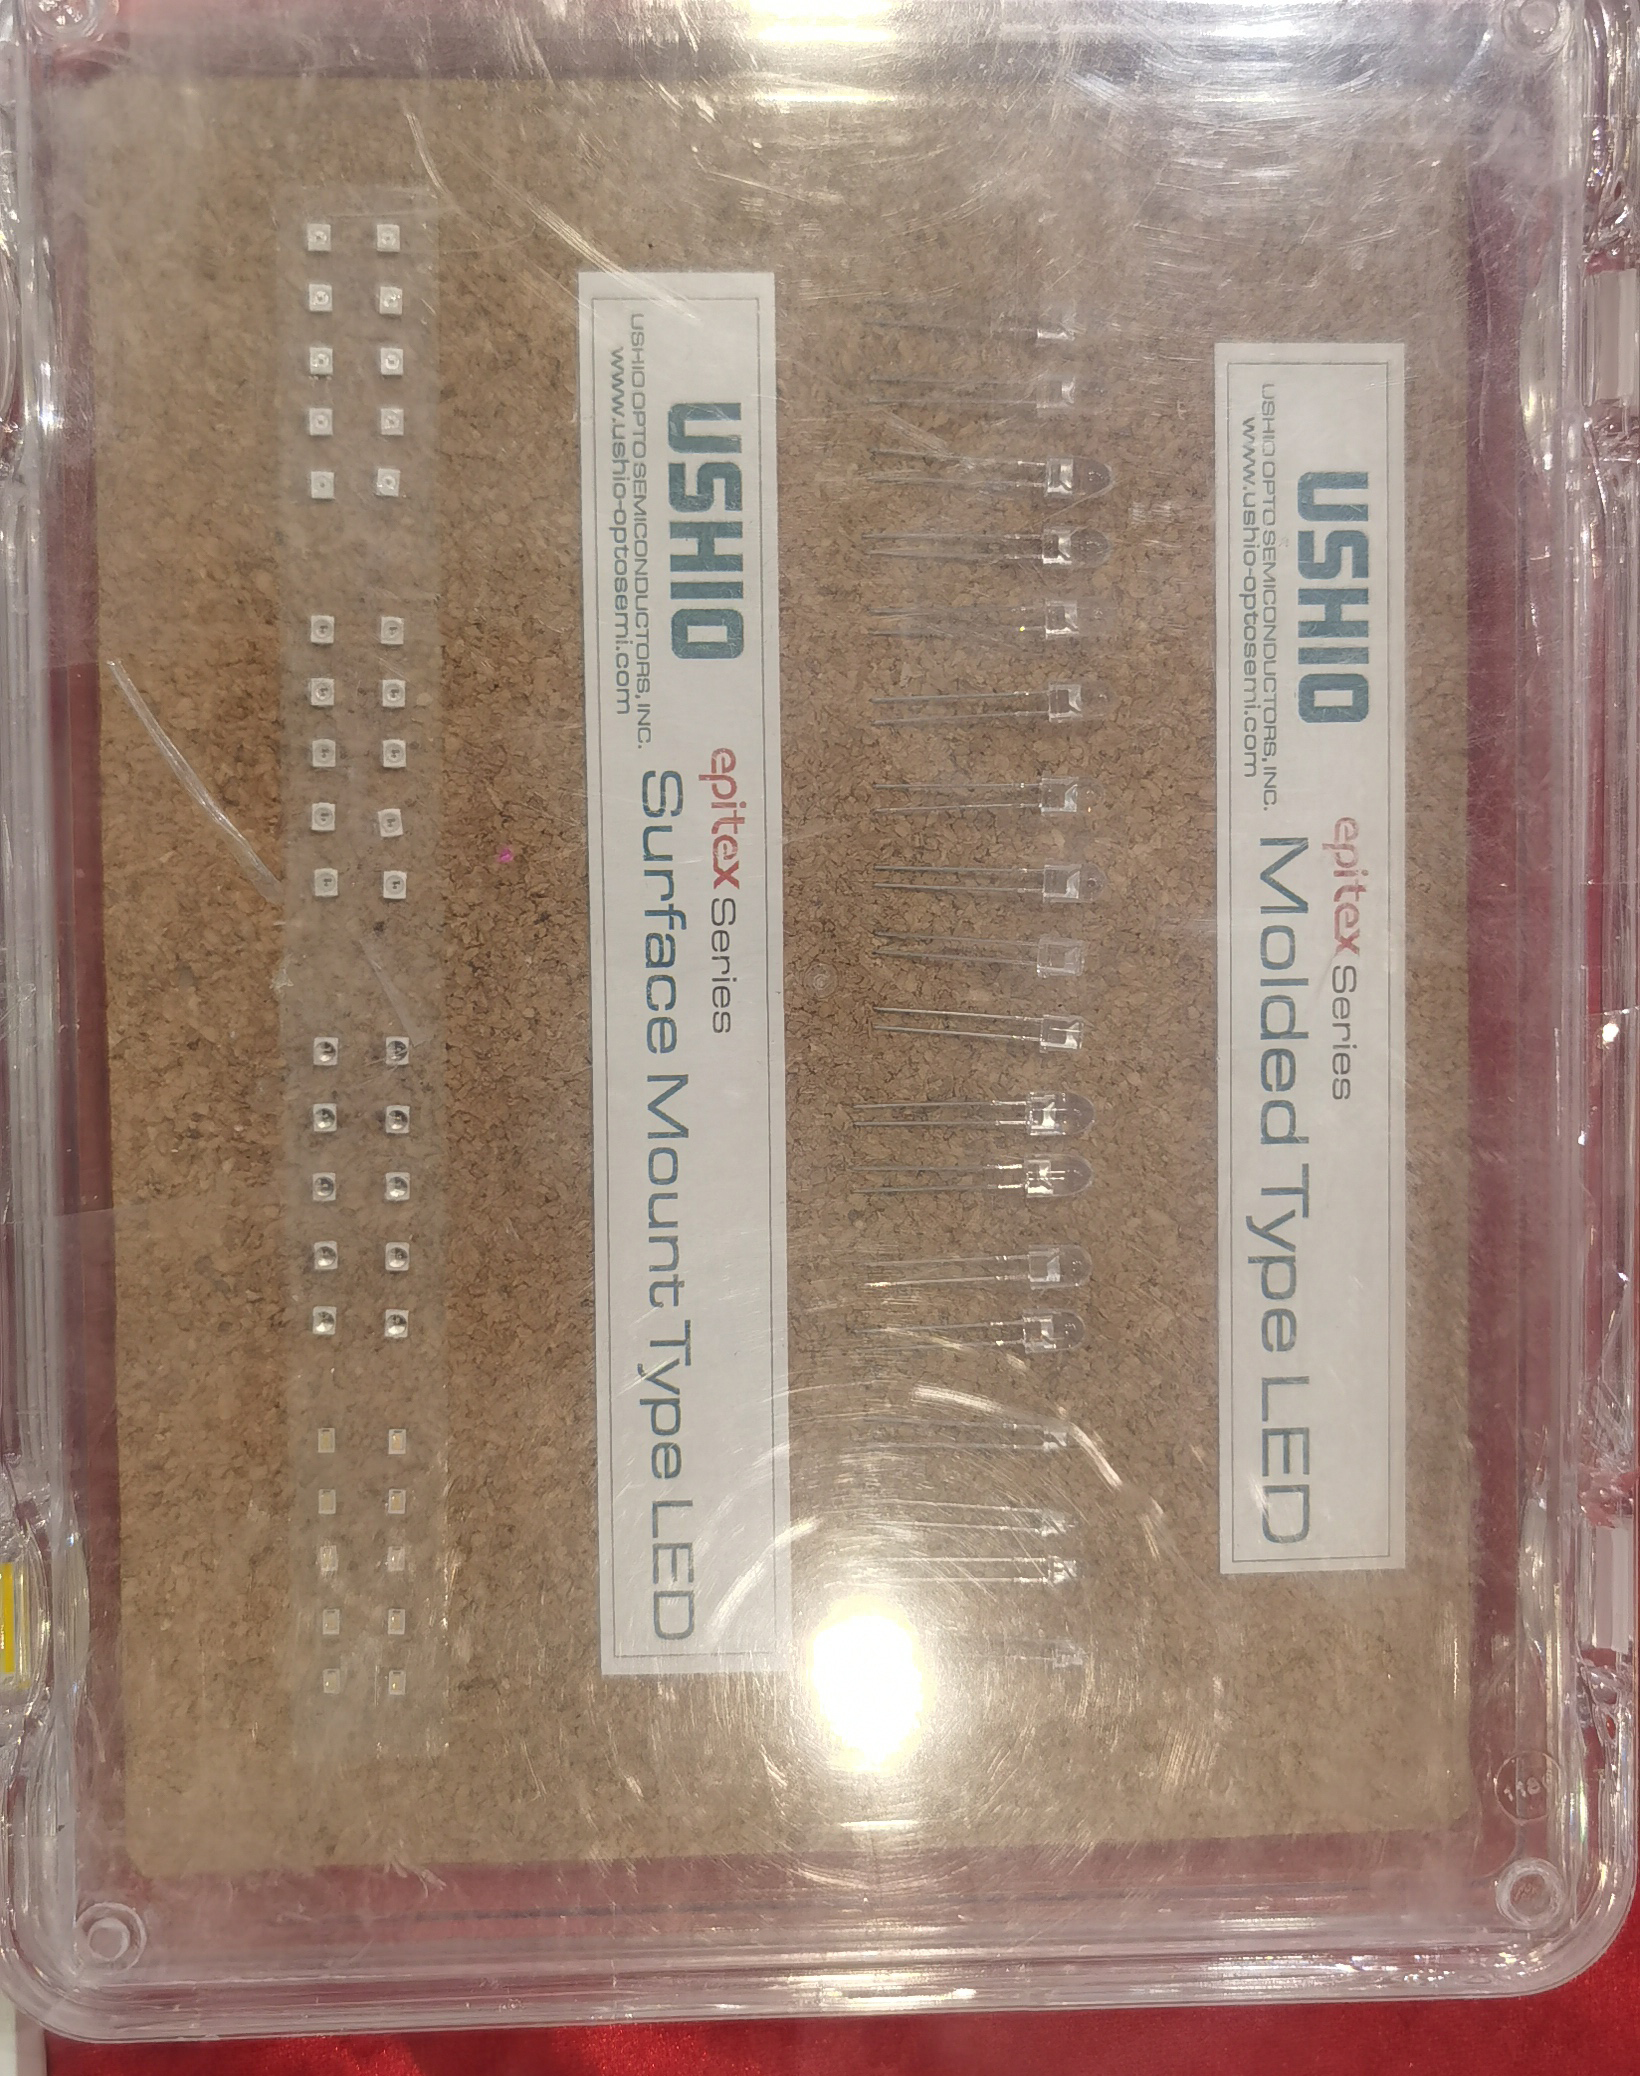 USHIO
USHIO OPTO SEMICONDUCTORS, INC.
www.ushio-optosemi.com
epitex Series
Molded Type LED
USHIO
USHIO OPTO SEMICONDUCTORS, INC.
www.ushio-optosemi.com
epitex Series
Surface Mount Type LED